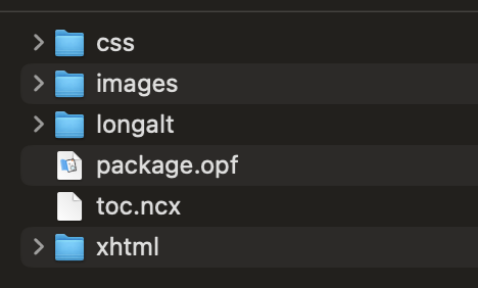 css
images
longalt
package.opf
toc.ncx
xhtml